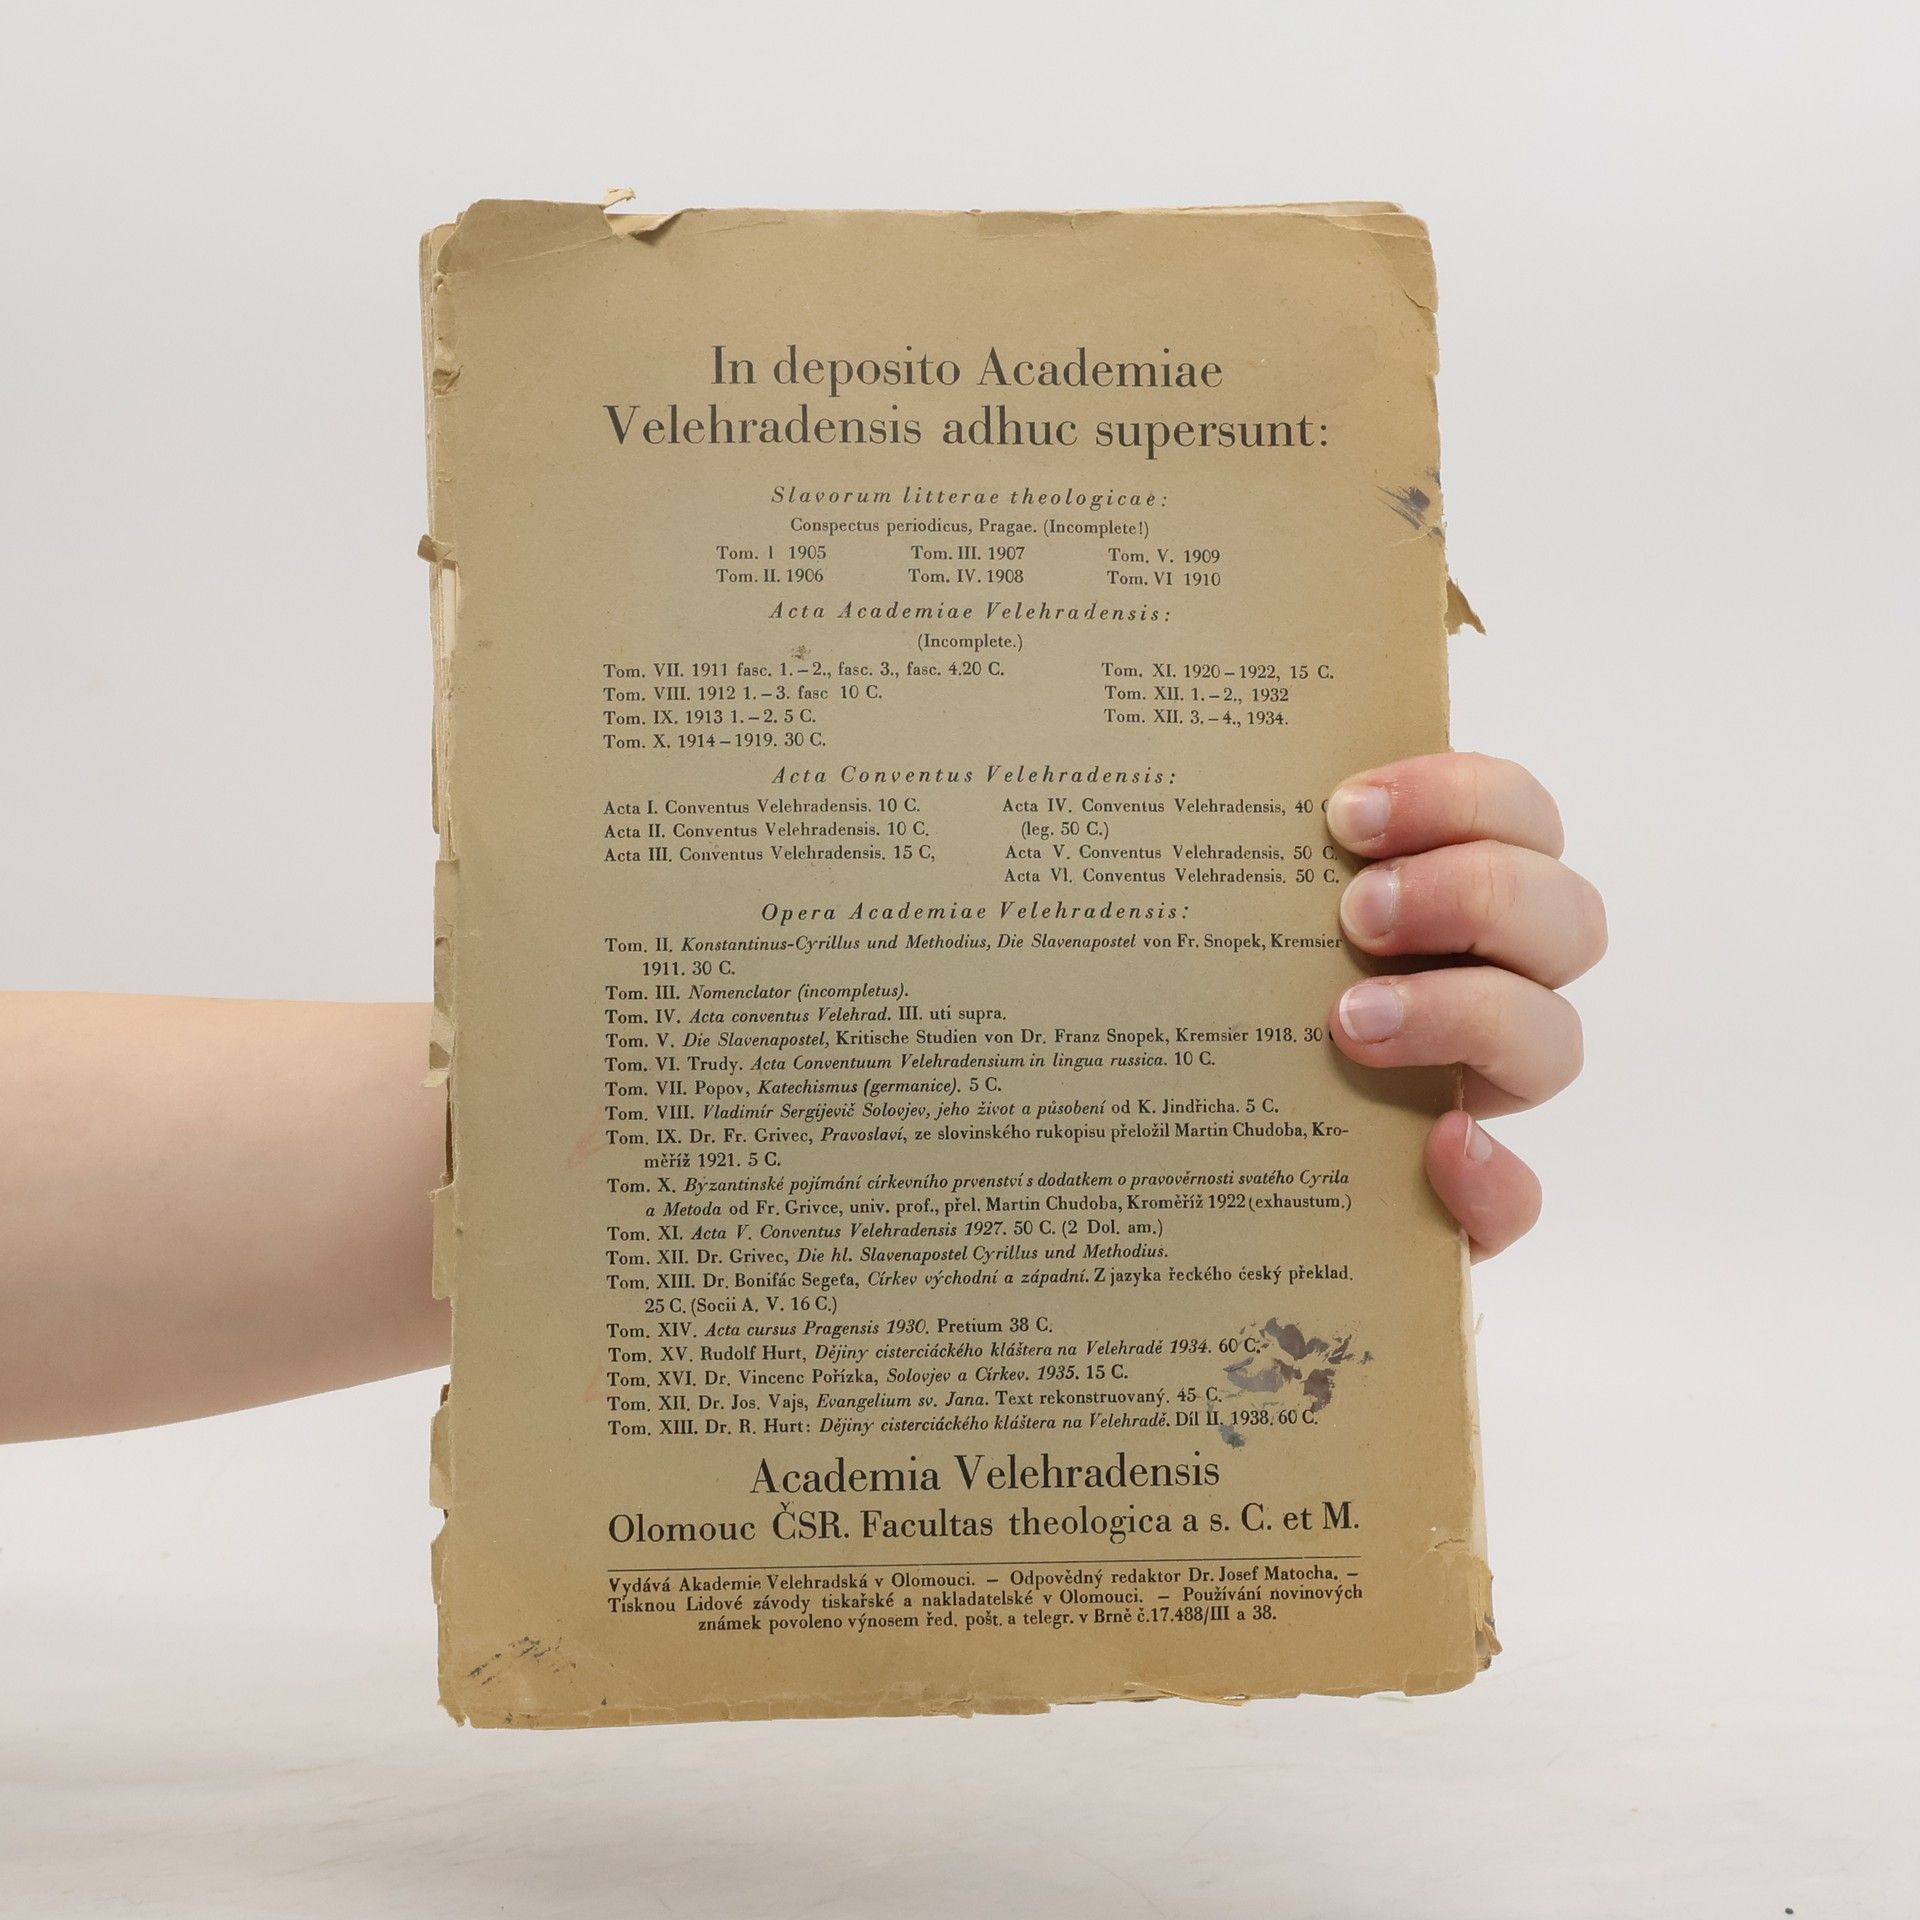 In deposito Academiae
Velehradensis adhuc supersunt:
Slavorum litterae theologicae:
Conspectus periodicus, Pragae. (Incomplete!)
Tom. I 1905 Tom. III. 1907 Tom. V. 1909
Tom. II. 1906 Tom. IV. 1908 Tom. VI 1910
Acta Academiae Velehradensis:
(Incomplete.)
Tom. VII. 1911 fasc. 1.–2., fasc. 3., fasc. 4.20 C. Tom. XI. 1920–1922, 15 C.
Tom. VIII. 1912 1.–3. fasc 10 C. Tom. XII. 1.–2., 1932
Tom. IX. 1913 1.–2. 5 C. Tom. XII. 3.–4., 1934.
Tom. X. 1914–1919. 30 C.
Acta Conventus Velehradensis:
Acta I. Conventus Velehradensis. 10 C. Acta IV. Conventus Velehradensis, 40
Acta II. Conventus Velehradensis. 10 C. (leg. 50 C.)
Acta III. Conventus Velehradensis. 15 C, Acta V. Conventus Velehradensis. 50 C.
Acta VI. Conventus Velehradensis. 50 C.
Opera Academiae Velehradensis:
Tom. II. Konstantinus-Cyrillus und Methodius, Die Slavenapostel von Fr. Snopek, Kremsier
1911. 30 C.
Tom. III. Nomenclator (incompletus).
Tom. IV. Acta conventus Velehrad. III. uti supra.
Tom. V. Die Slavenapostel, Kritische Studien von Dr. Franz Snopek, Kremsier 1918. 30
Tom. VI. Trudy. Acta Conventuum Velehradensium in lingua russica. 10 C.
Tom. VII. Popov, Katechismus (germanice). 5 C.
Tom. VIII. Vladimír Sergijevič Solovjev, jeho život a působení od K. Jindřicha. 5 C.
Tom. IX. Dr. Fr. Grivec, Pravoslaví, ze slovinského rukopisu přeložil Martin Chudoba, Kro-
měříž 1921. 5 C.
Tom. X. Byzantinské pojímání církevního prvenství s dodatkem o pravověrnosti svatého Cyrila
a Metoda od Fr. Grivce, univ. prof., přel. Martin Chudoba, Kroměříž 1922 (exhaustum.)
Tom. XI. Acta V. Conventus Velehradensis 1927. 50 C. (2 Dol. am.)
Tom. XII. Dr. Grivec, Die hl. Slavenapostel Cyrillus und Methodius.
Tom. XIII. Dr. Bonifác Segeťa, Církev východní a západní. Z jazyka řeckého český překlad.
25 C. (Socii A. V. 16 C.)
Tom. XIV. Acta cursus Pragensis 1930. Pretium 38 C.
Tom. XV. Rudolf Hurt, Dějiny cisterciáckého kláštera na Velehradě 1934. 60 C.
Tom. XVI. Dr. Vincenc Pořízka, Solovjev a Církev. 1935. 15 C.
Tom. XII. Dr. Jos. Vajs, Evangelium sv. Jana. Text rekonstruovaný. 45 C.
Tom. XIII. Dr. R. Hurt: Dějiny cisterciáckého kláštera na Velehradě. Díl II. 1938. 60 C.
Academia Velehradensis
Olomouc ČSR. Facultas theologica a s. C. et M.
Vydává Akademie Velehradská v Olomouci. — Odpovědný redaktor Dr. Josef Matocha. —
Tisknou Lidové závody tiskařské a nakladatelské v Olomouci. — Používání novinových
známek povoleno výnosem řed. pošt. a telegr. v Brně č.17.488/III a 38.